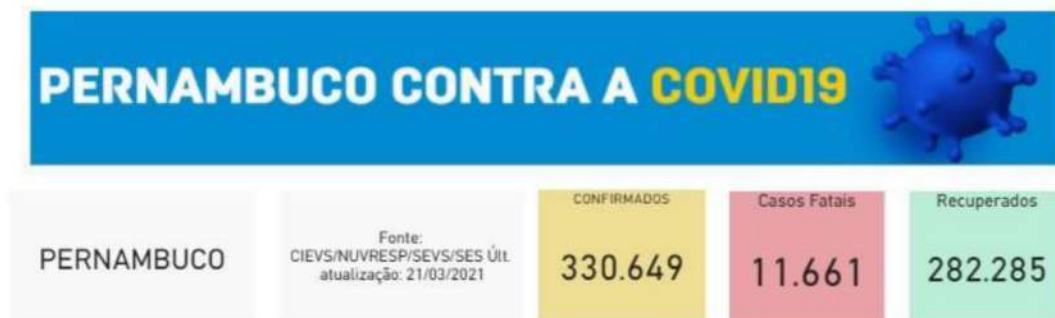 PERNAMBUCO CONTRA A COVID19
PERNAMBUCO
Fonte:
CIEVS/NUVRESP/SEVS/SES Últ.
atualização: 21/03/2021
CONFIRMADOS
330.649
Casos Fatais
11.661
Recuperados
282.285